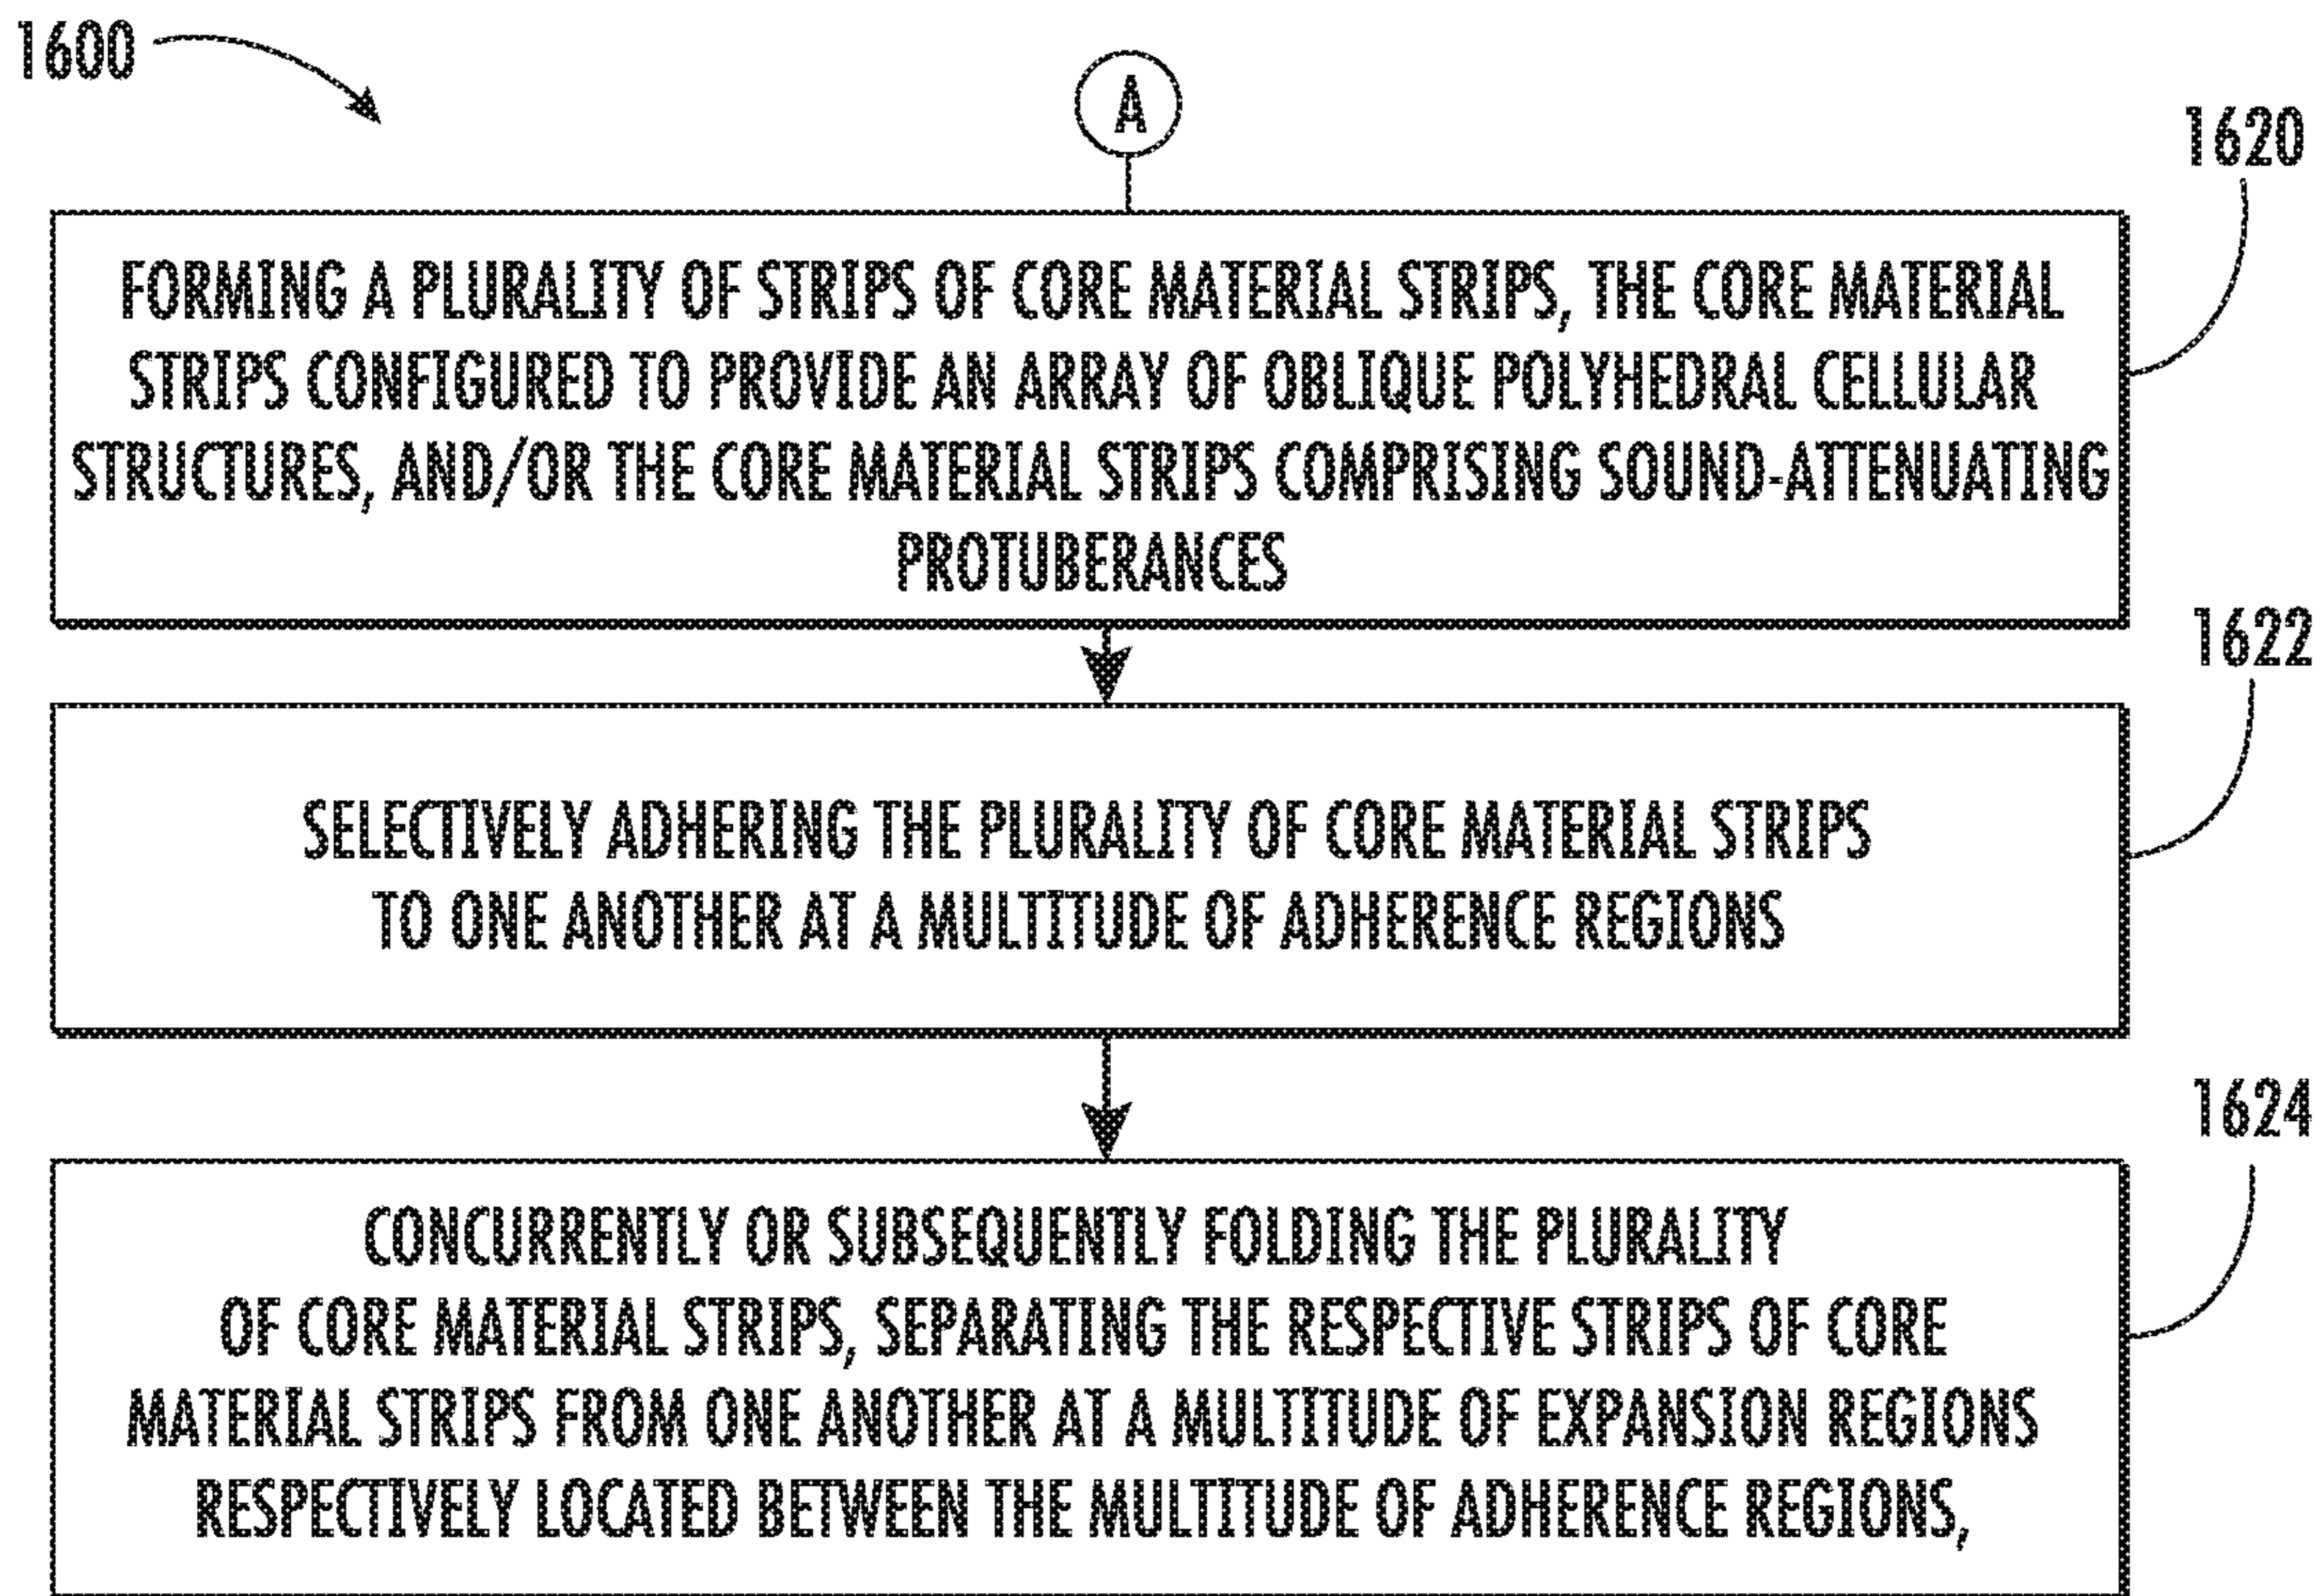 1600
A
1620
FORMING A PLURALITY OF STRIPS OF CORE MATERIAL STRIPS, THE CORE MATERIAL
STRIPS CONFIGURED TO PROVIDE AN ARRAY OF OBLIQUE POLYHEDRAL CELLULAR
STRUCTURES, AND/OR THE CORE MATERIAL STRIPS COMPRISING SOUND-ATTENUATING
PROTUBERANCES
1622
SELECTIVELY ADHERING THE PLURALITY OF CORE MATERIAL STRIPS
TO ONE ANOTHER AT A MULTITUDE OF ADHERENCE REGIONS
1624
CONCURRENTLY OR SUBSEQUENTLY FOLDING THE PLURALITY
OF CORE MATERIAL STRIPS, SEPARATING THE RESPECTIVE STRIPS OF CORE
MATERIAL STRIPS FROM ONE ANOTHER AT A MULTITUDE OF EXPANSION REGIONS
RESPECTIVELY LOCATED BETWEEN THE MULTITUDE OF ADHERENCE REGIONS,